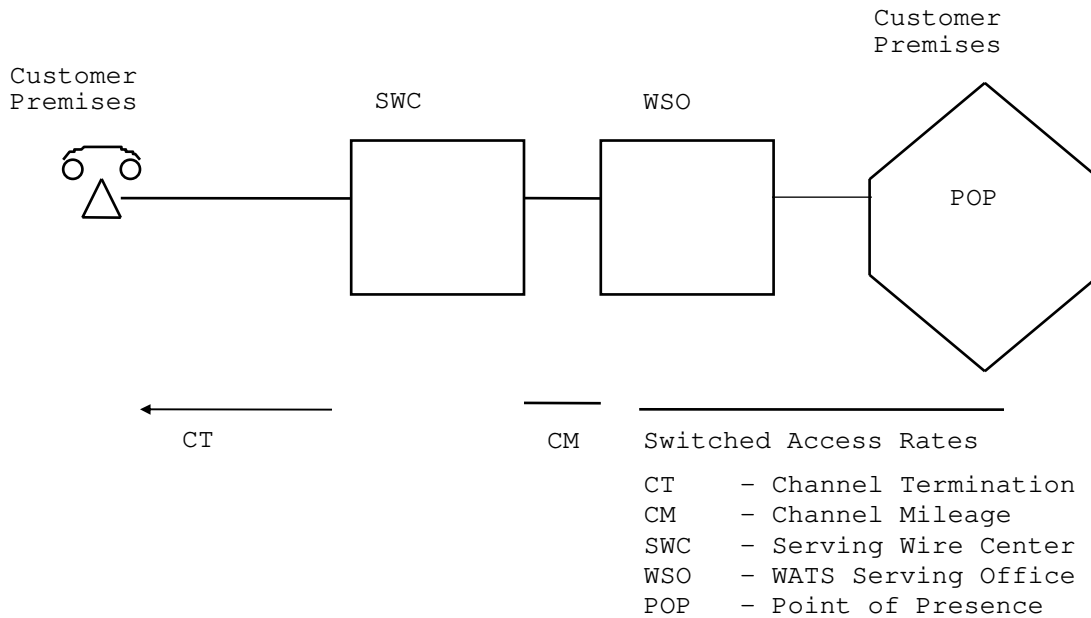 Customer
Premises
Customer
Premises
SWC
WSO
POP
CT
CM
Switched Access Rates
CT – Channel Termination
CM – Channel Mileage
SWC – Serving Wire Center
WSO – WATS Serving Office
POP – Point of Presence